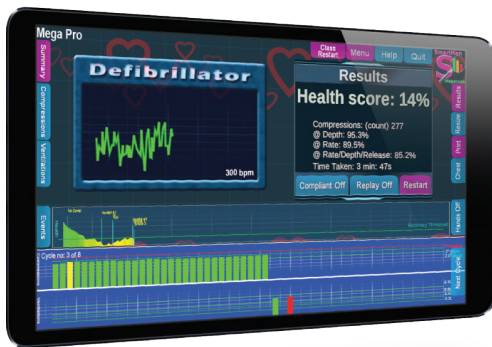 Mega Pro
Class
Restart
Menu
Help
Quit
SmartMan
Summary
Compressions
Ventilations
Defibrillator
300 bpm
Results
Health score: 14%
Compressions: (count) 277
@ Depth: 95.3%
@ Rate: 89.5%
@ Rate/Depth/Release: 85.2%
Time Taken: 3 min: 47s
Compliant Off
Replay Off
Restart
Results
Resize
Print
Chest
Hands Off
Events
Cycle no: 3 of 8
Next Cycle